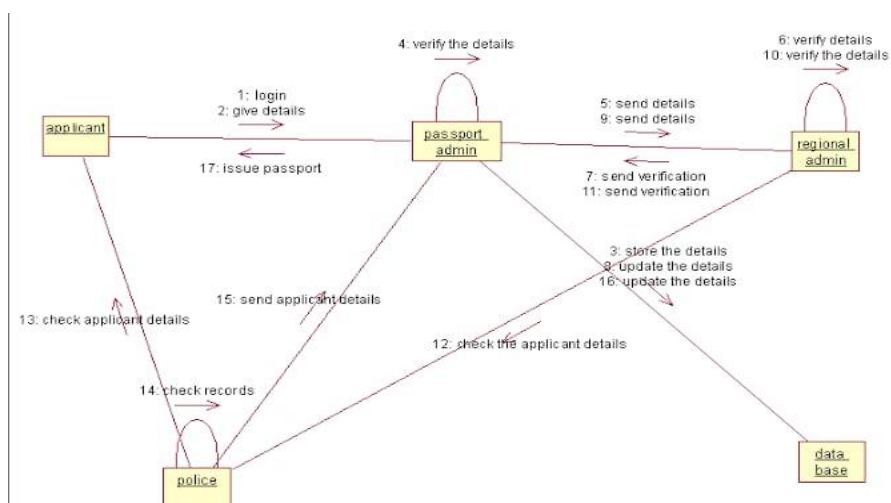 4: verify the details
6: verify details
10: verify the details
1: login
2: give details
5: send details
9: send details
applicant
passport
admin
regional
admin
17: issue passport
7: send verification
11: send verification
3: store the details
8: update the details
16: update the details
15: send applicant details
13: check applicant details
12: check the applicant details
14: check records
data
base
police